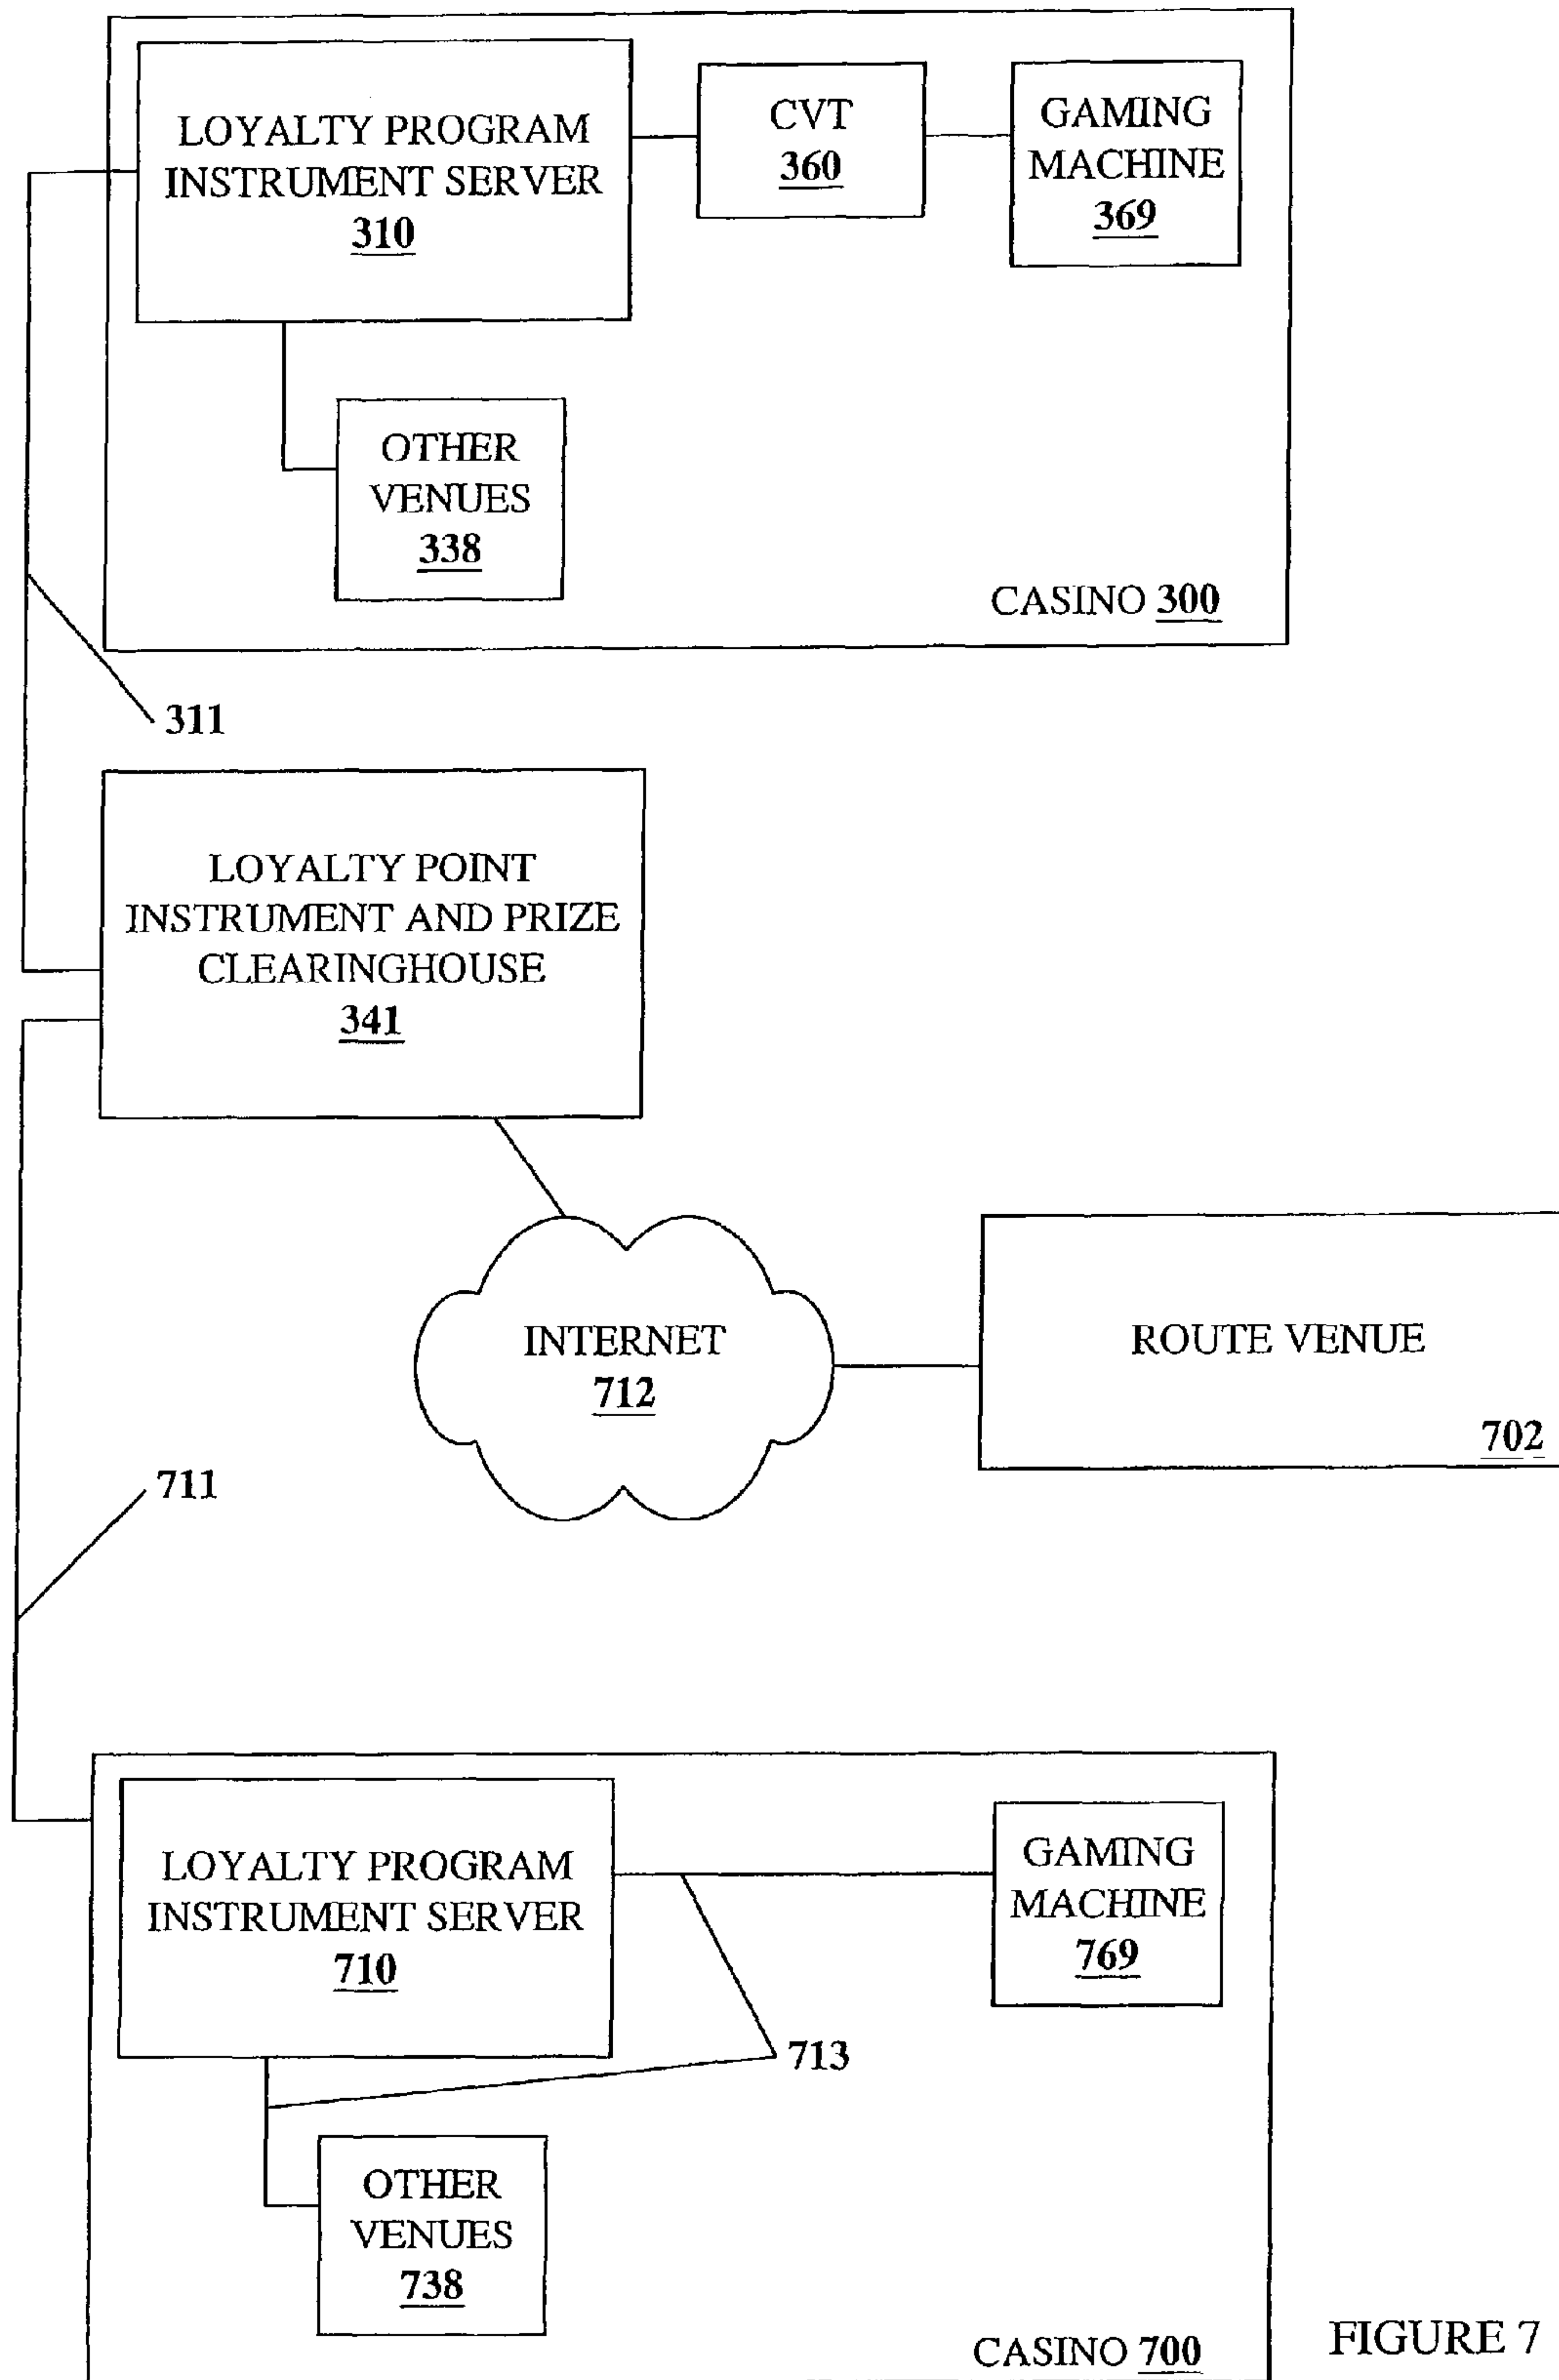 LOYALTY PROGRAM
INSTRUMENT SERVER
310
CVT
360
GAMING
MACHINE
369
OTHER
VENUES
338
CASINO 300
311
LOYALTY POINT
INSTRUMENT AND PRIZE
CLEARINGHOUSE
341
INTERNET
712
ROUTE VENUE
702
711
LOYALTY PROGRAM
INSTRUMENT SERVER
710
GAMING
MACHINE
769
713
OTHER
VENUES
738
CASINO 700
FIGURE 7